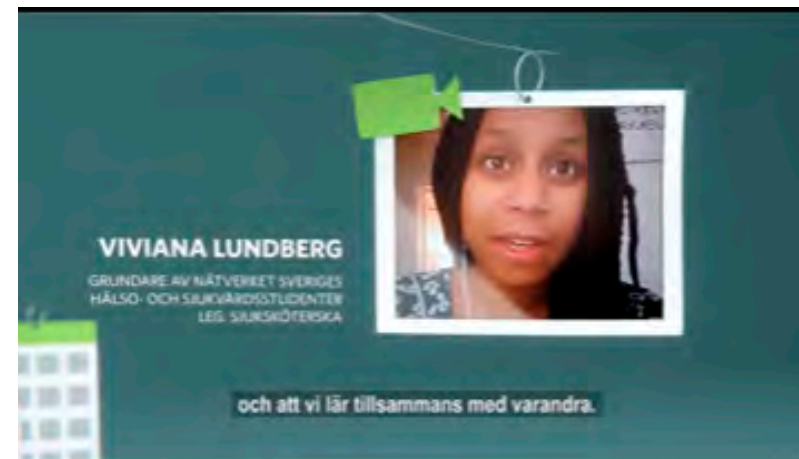 VIVIANA LUNDBERG
GRUNDARE AV NÄTVERKET SVERIGES
HÄLSO- OCH SJUKVÅRDSSTUDENTER
LEG. SJUKSKÖTERSKA
och att vi lär tillsammans med varandra.